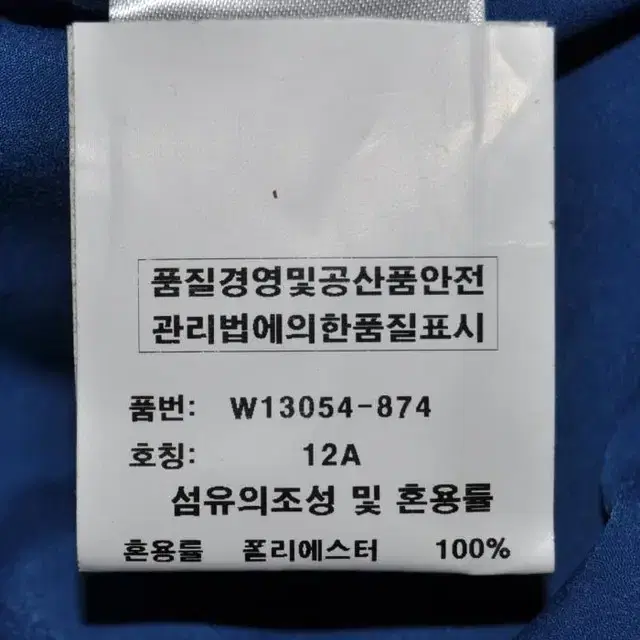 품질경영및공산품안전
관리법에의한품질표시
품번: W13054-874
호칭: 12A
섬유의조성 및 혼용률
혼용률 폴리에스터 100%